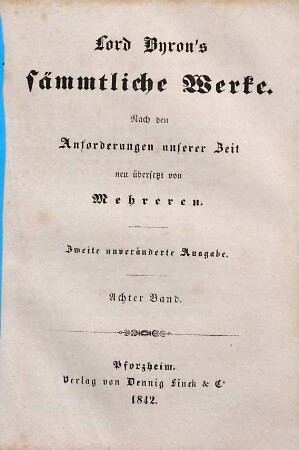 Lord Byron's
sämmtliche Werke.
Nach den
Anforderungen unserer Zeit
neu übersetzt von
Mehreren.
Zweite unveränderte Ausgabe.
Achter Band.
Pforzheim.
Verlag von Dennig Finck & C°
1842.